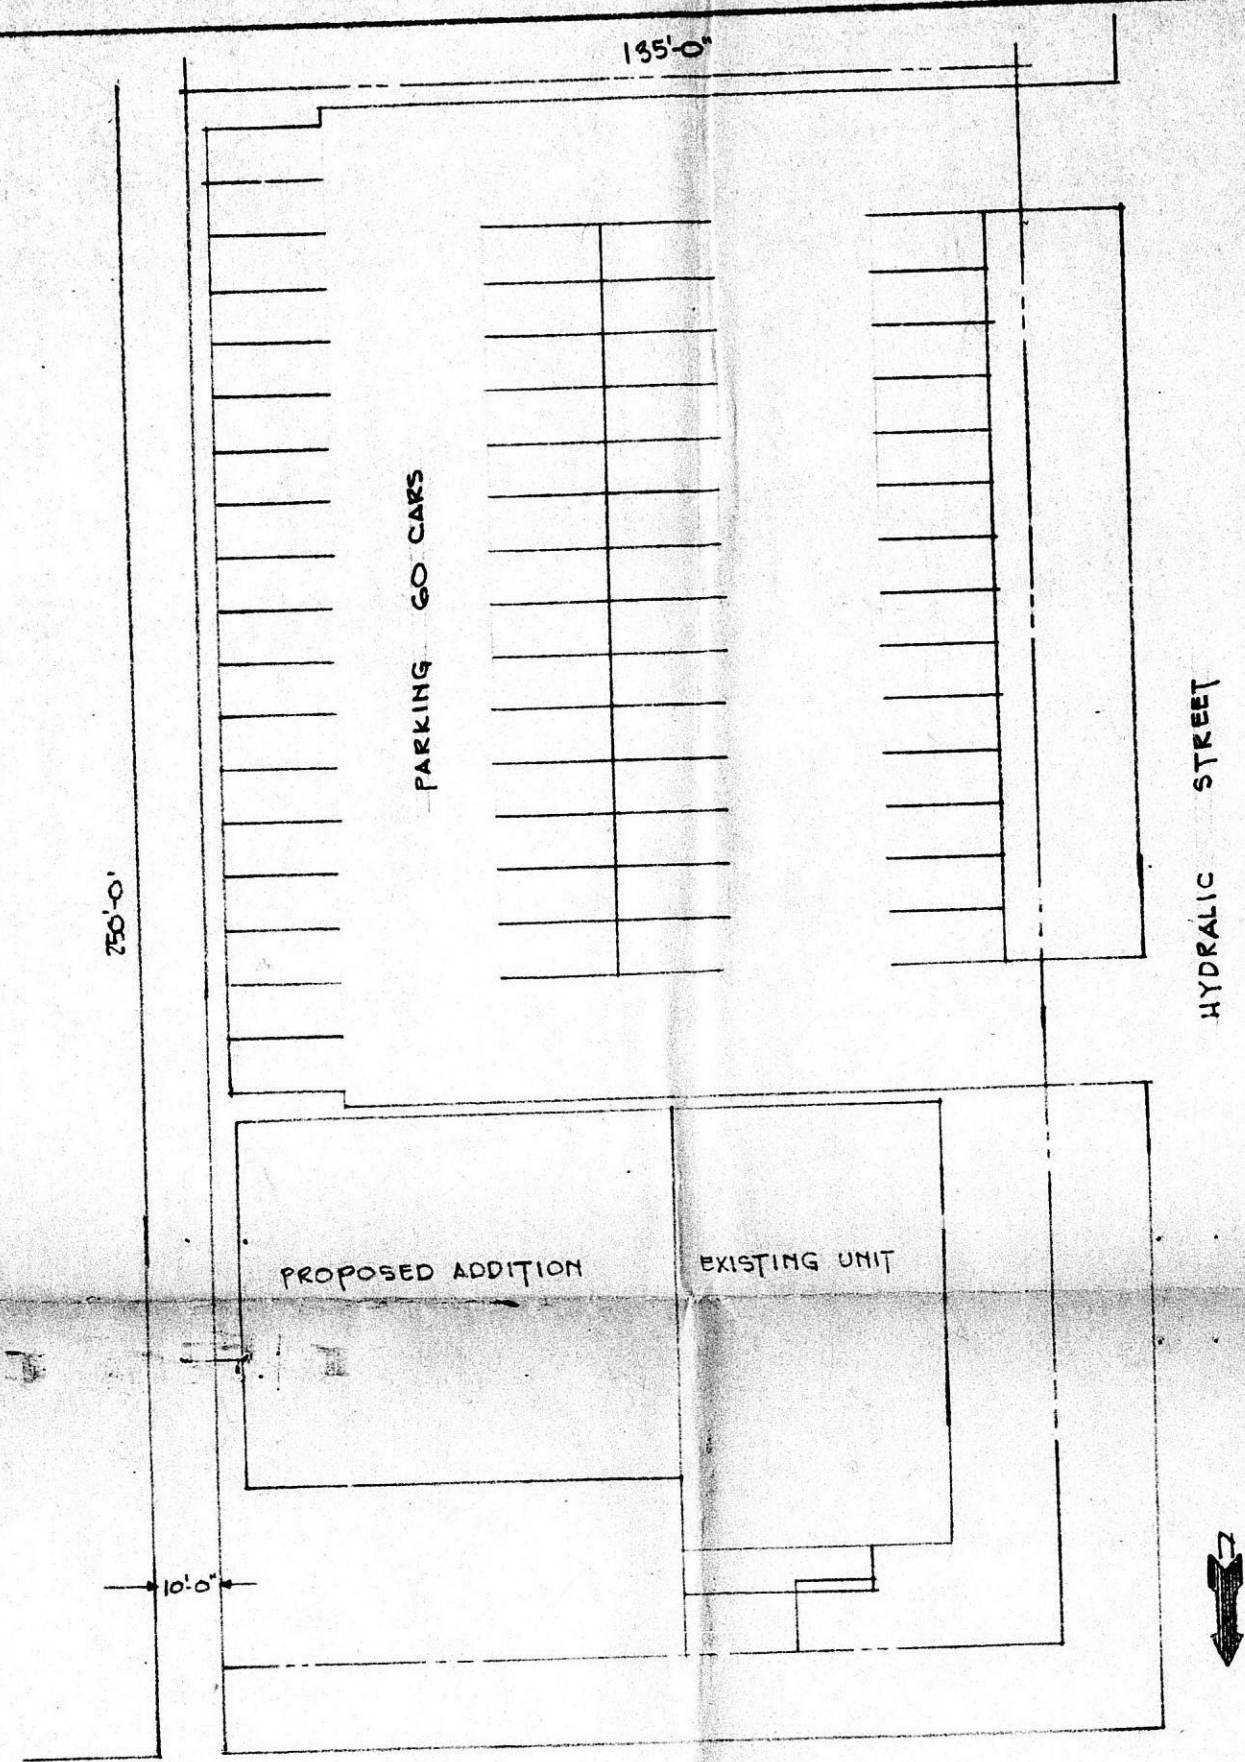 135'-0"
PARKING 60 CARS
250'-0'
HYDRALIC STREET
PROPOSED ADDITION
EXISTING UNIT
10'-0"